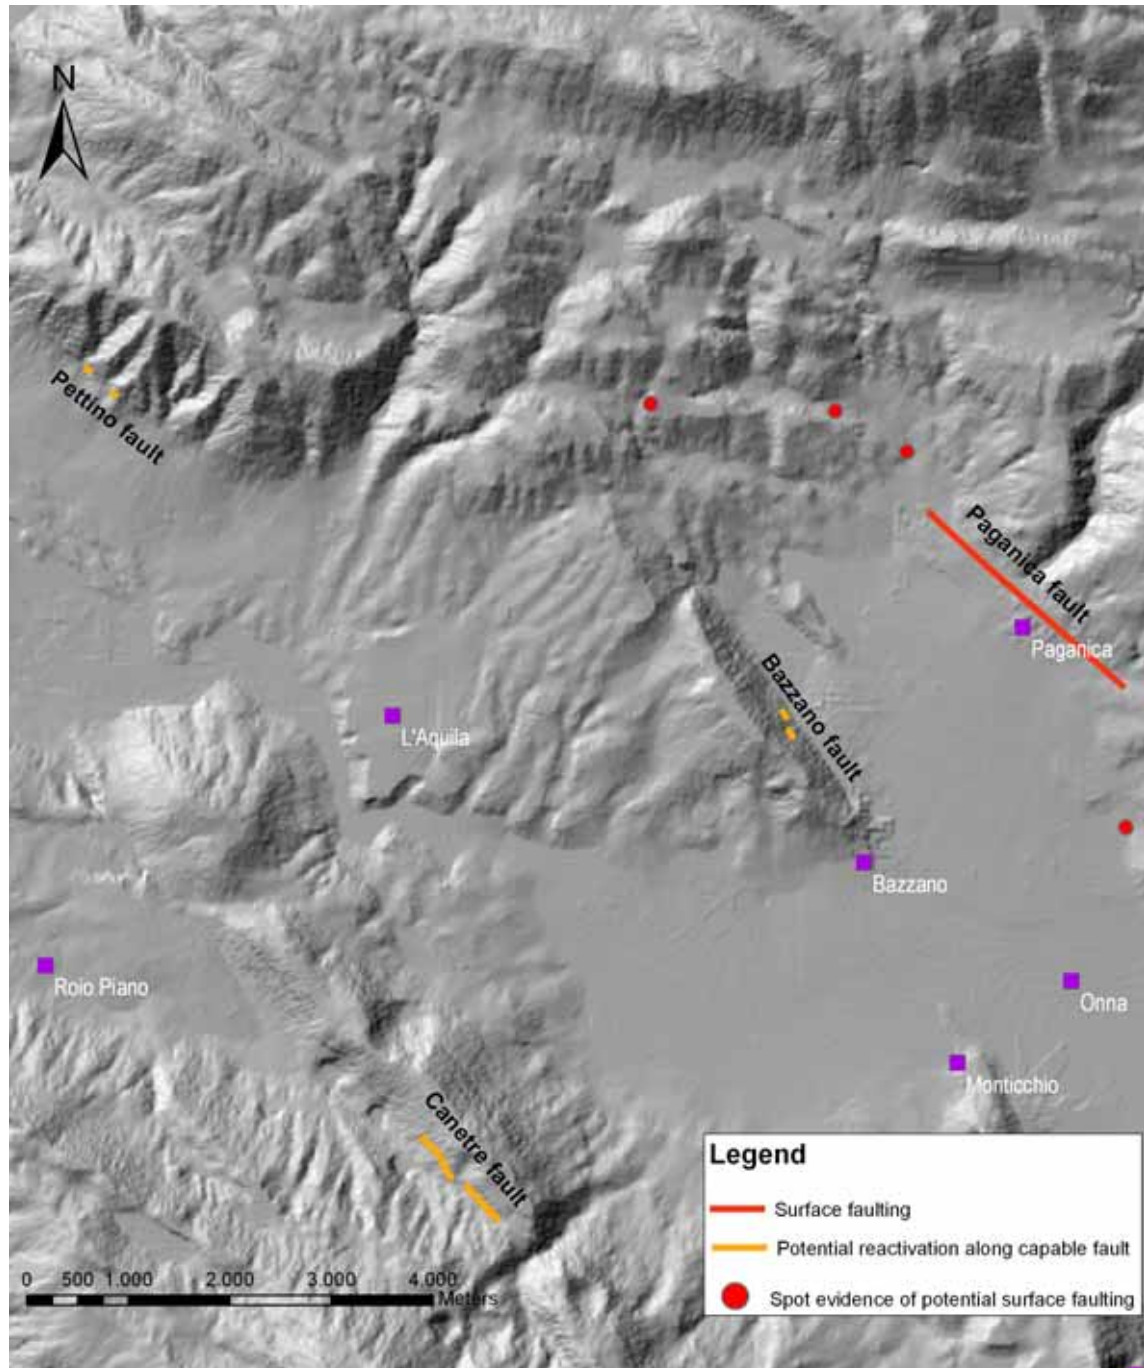 N
Pettino fault
Paganica fault
Paganica
Bazzano fault
L'Aquila
Bazzano
Roio Piano
Onna
Monticchio
Canetre fault
Legend
Surface faulting
Potential reactivation along capable fault
Spot evidence of potential surface faulting
0 500 1.000 2.000 3.000 4.000
Meters